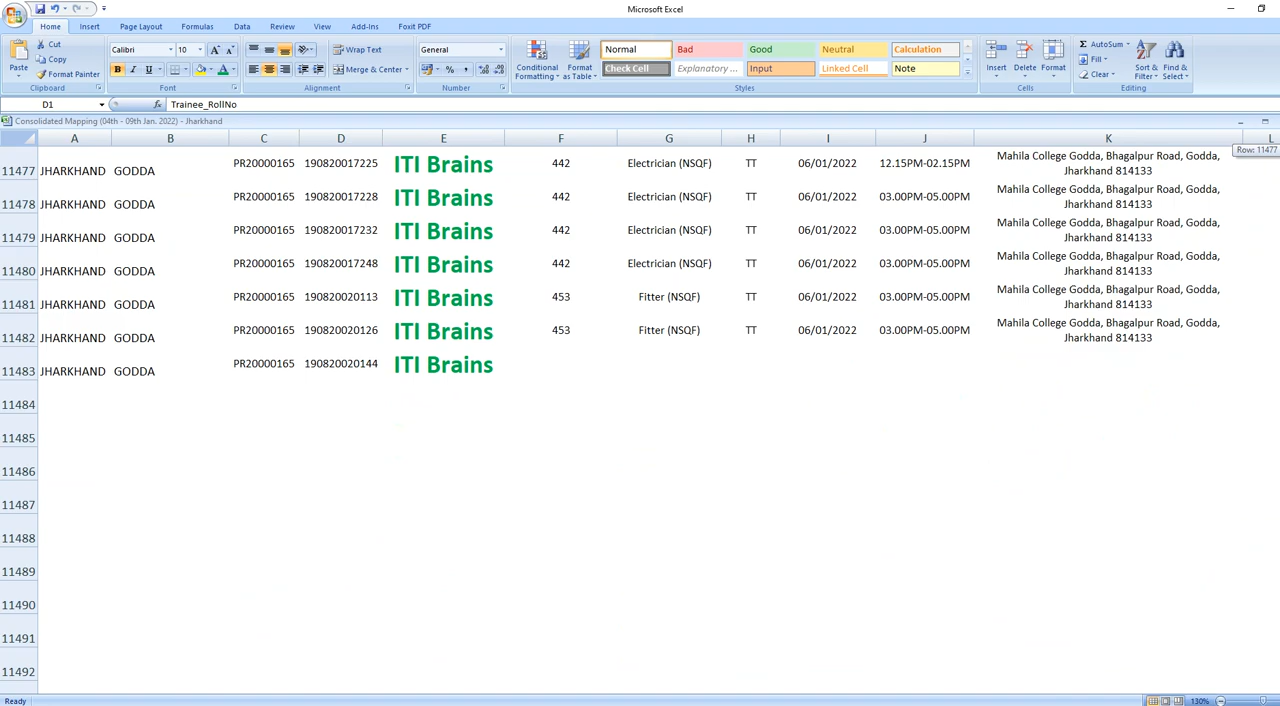 Microsoft Excel
Home Insert Page Layout Formulas Data Review View Add-Ins Foxit PDF
Paste Cut Copy Format Painter Clipboard
Calibri 10 Font
Wrap Text Merge & Center Alignment
General Number
Conditional Formatting Format as Table Normal Bad Good Neutral Calculation
Check Cell Explanatory ... Input Linked Cell Note Styles
Insert Delete Format Cells
AutoSum Fill Clear Sort & Filter Find & Select Editing
D1 fx Trainee_RollNo
Consolidated Mapping (04th - 09th Jan. 2022) - Jharkhand
A B C D E F G H I J K L
Row: 11477
11477 JHARKHAND GODDA PR20000165 190820017225 ITI Brains 442 Electrician (NSQF) TT 06/01/2022 12.15PM-02.15PM Mahila College Godda, Bhagalpur Road, Godda,
Jharkhand 814133
11478 JHARKHAND GODDA PR20000165 190820017228 ITI Brains 442 Electrician (NSQF) TT 06/01/2022 03.00PM-05.00PM Mahila College Godda, Bhagalpur Road, Godda,
Jharkhand 814133
11479 JHARKHAND GODDA PR20000165 190820017232 ITI Brains 442 Electrician (NSQF) TT 06/01/2022 03.00PM-05.00PM Mahila College Godda, Bhagalpur Road, Godda,
Jharkhand 814133
11480 JHARKHAND GODDA PR20000165 190820017248 ITI Brains 442 Electrician (NSQF) TT 06/01/2022 03.00PM-05.00PM Mahila College Godda, Bhagalpur Road, Godda,
Jharkhand 814133
11481 JHARKHAND GODDA PR20000165 190820020113 ITI Brains 453 Fitter (NSQF) TT 06/01/2022 03.00PM-05.00PM Mahila College Godda, Bhagalpur Road, Godda,
Jharkhand 814133
11482 JHARKHAND GODDA PR20000165 190820020126 ITI Brains 453 Fitter (NSQF) TT 06/01/2022 03.00PM-05.00PM Mahila College Godda, Bhagalpur Road, Godda,
Jharkhand 814133
11483 JHARKHAND GODDA PR20000165 190820020144 ITI Brains
11484
11485
11486
11487
11488
11489
11490
11491
11492
Ready 130%